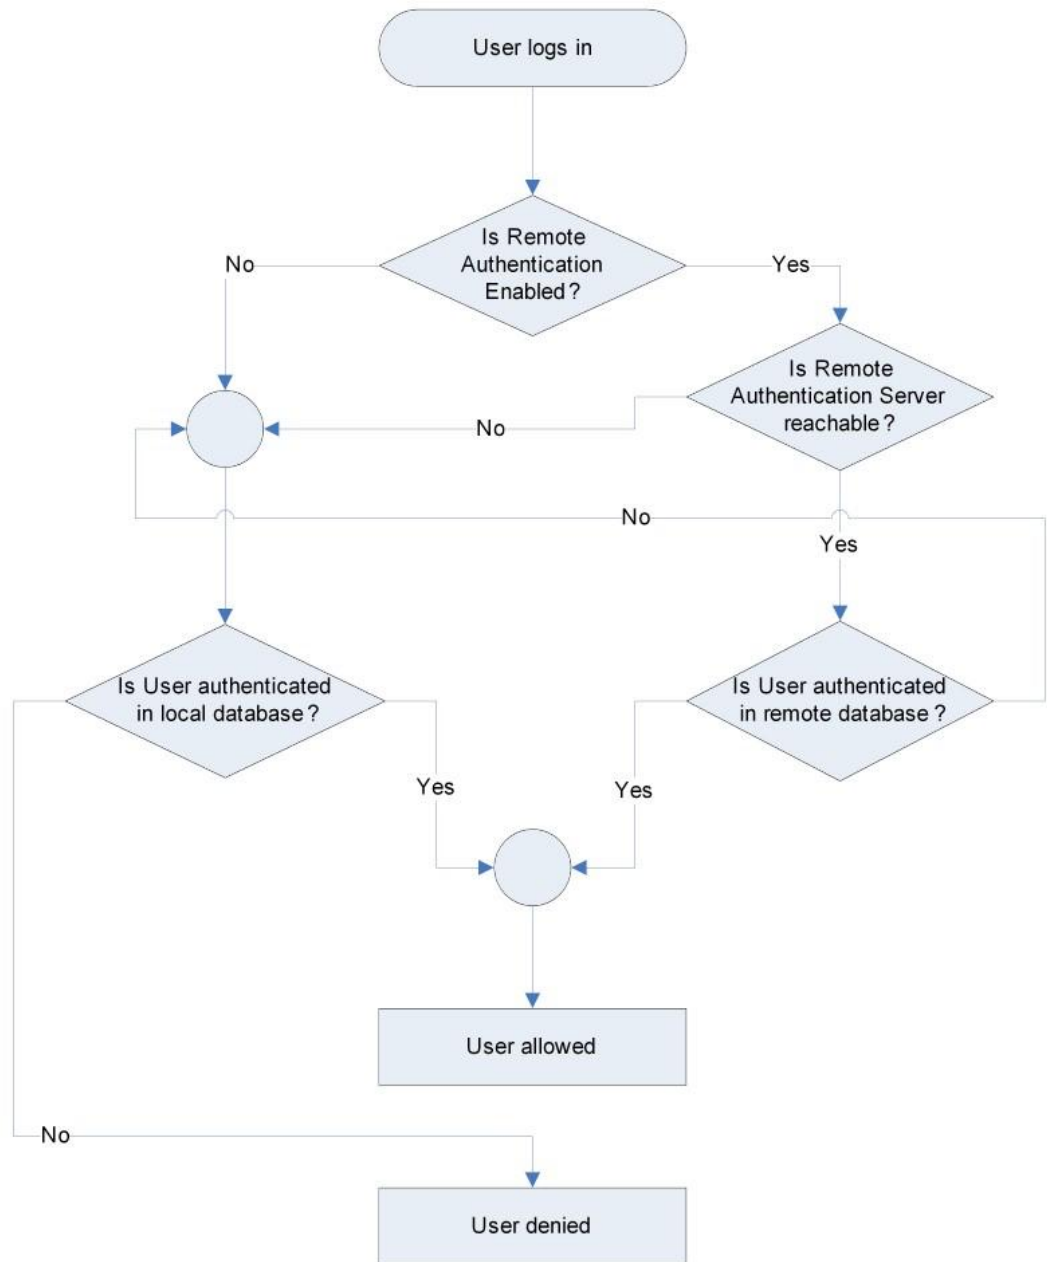 User logs in
Is Remote
Authentication
Enabled?
No
Yes
Is Remote
Authentication Server
reachable?
No
No
Yes
Is User authenticated
in local database?
Is User authenticated
in remote database?
Yes
Yes
User allowed
No
User denied